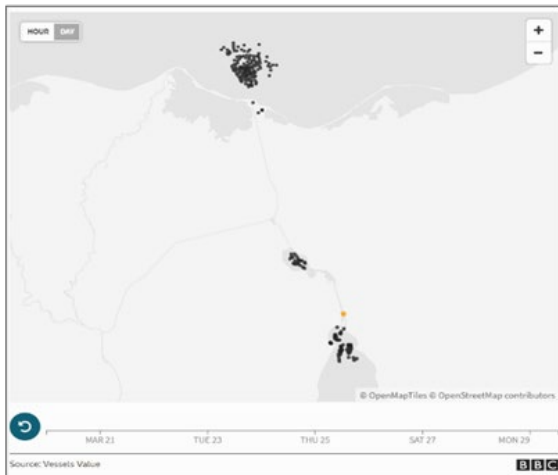 HOUR DAY
+
−
© OpenMapTiles © OpenStreetMap contributors
MAR 21 TUE 23 THU 25 SAT 27 MON 29
Source: Vessels Value
BBC